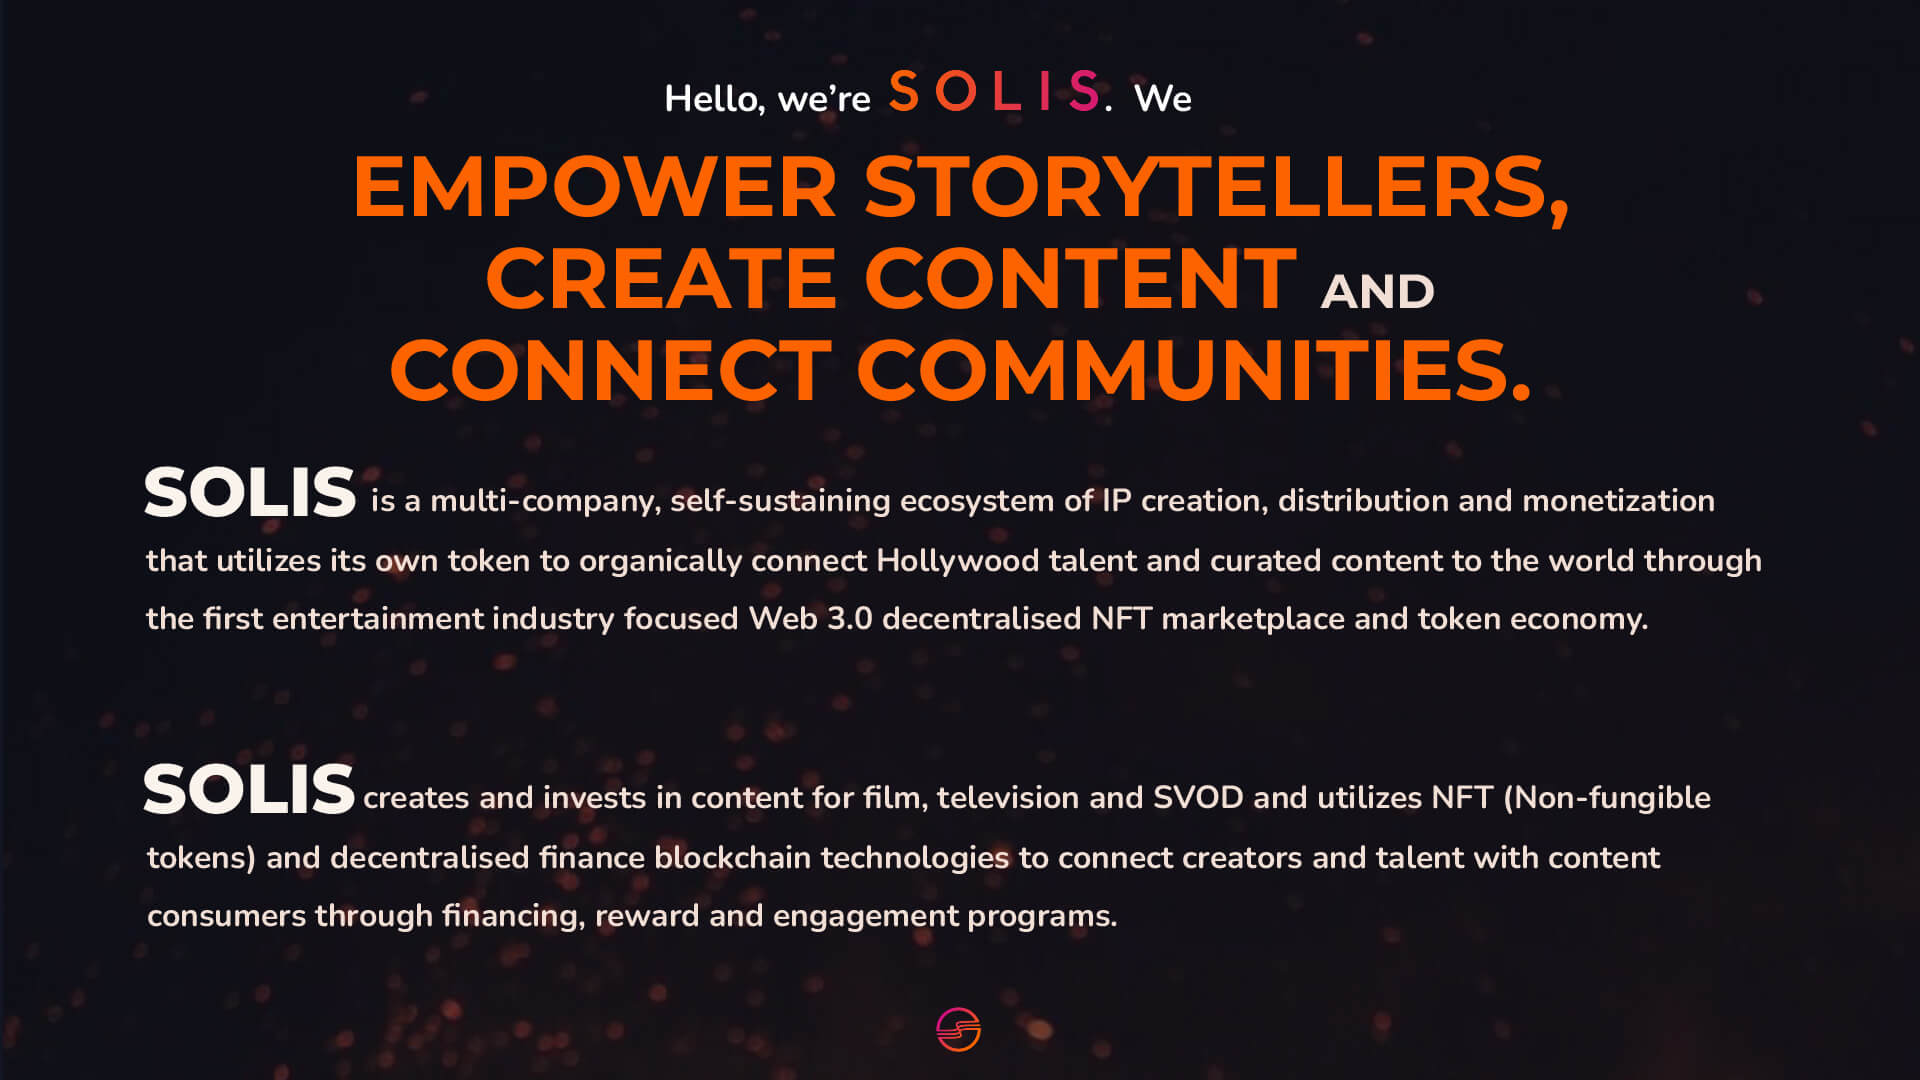 Hello, we're SOLIS. We
EMPOWER STORYTELLERS,
CREATE CONTENT AND
CONNECT COMMUNITIES.
SOLIS is a multi-company, self-sustaining ecosystem of IP creation, distribution and monetization
that utilizes its own token to organically connect Hollywood talent and curated content to the world through
the first entertainment industry focused Web 3.0 decentralised NFT marketplace and token economy.
SOLIS creates and invests in content for film, television and SVOD and utilizes NFT (Non-fungible
tokens) and decentralised finance blockchain technologies to connect creators and talent with content
consumers through financing, reward and engagement programs.